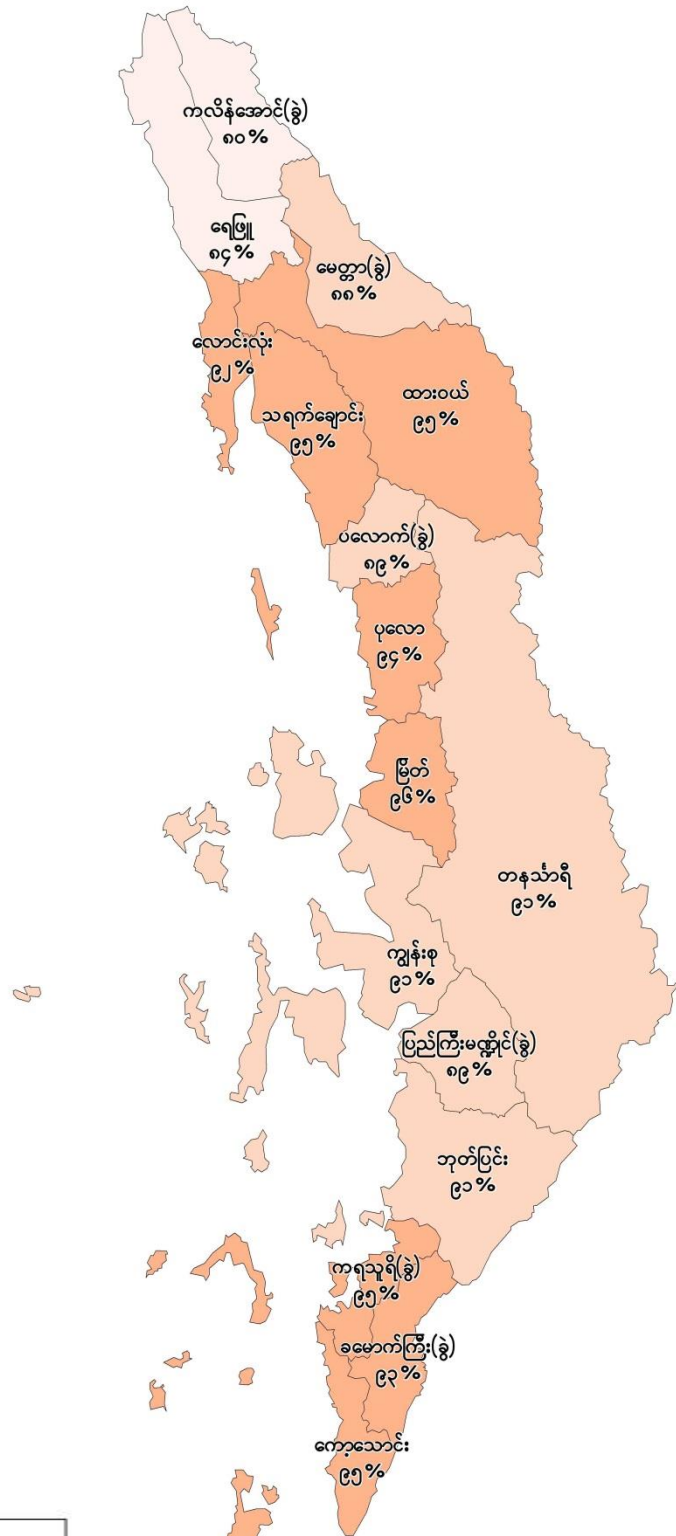 ကလိန်အောင်(ခွဲ)
၈၀%
ရေဖြူ
၈၄%
မေတ္တာ(ခွဲ)
၈၈%
လောင်းလုံး
၉၂%
သရက်ချောင်း
၉၅%
ထားဝယ်
၉၅%
ပလောက်(ခွဲ)
၈၉%
ပုလော
၉၄%
မြိတ်
၉၆%
တနင်္သာရီ
၉၁%
ကျွန်းစု
၉၁%
ပြည်ကြီးမဏ္ဍိုင်(ခွဲ)
၈၉%
ဘုတ်ပြင်း
၉၁%
ကရသူရိ(ခွဲ)
၉၅%
ခမောက်ကြီး(ခွဲ)
၉၃%
ကော့သောင်း
၉၅%